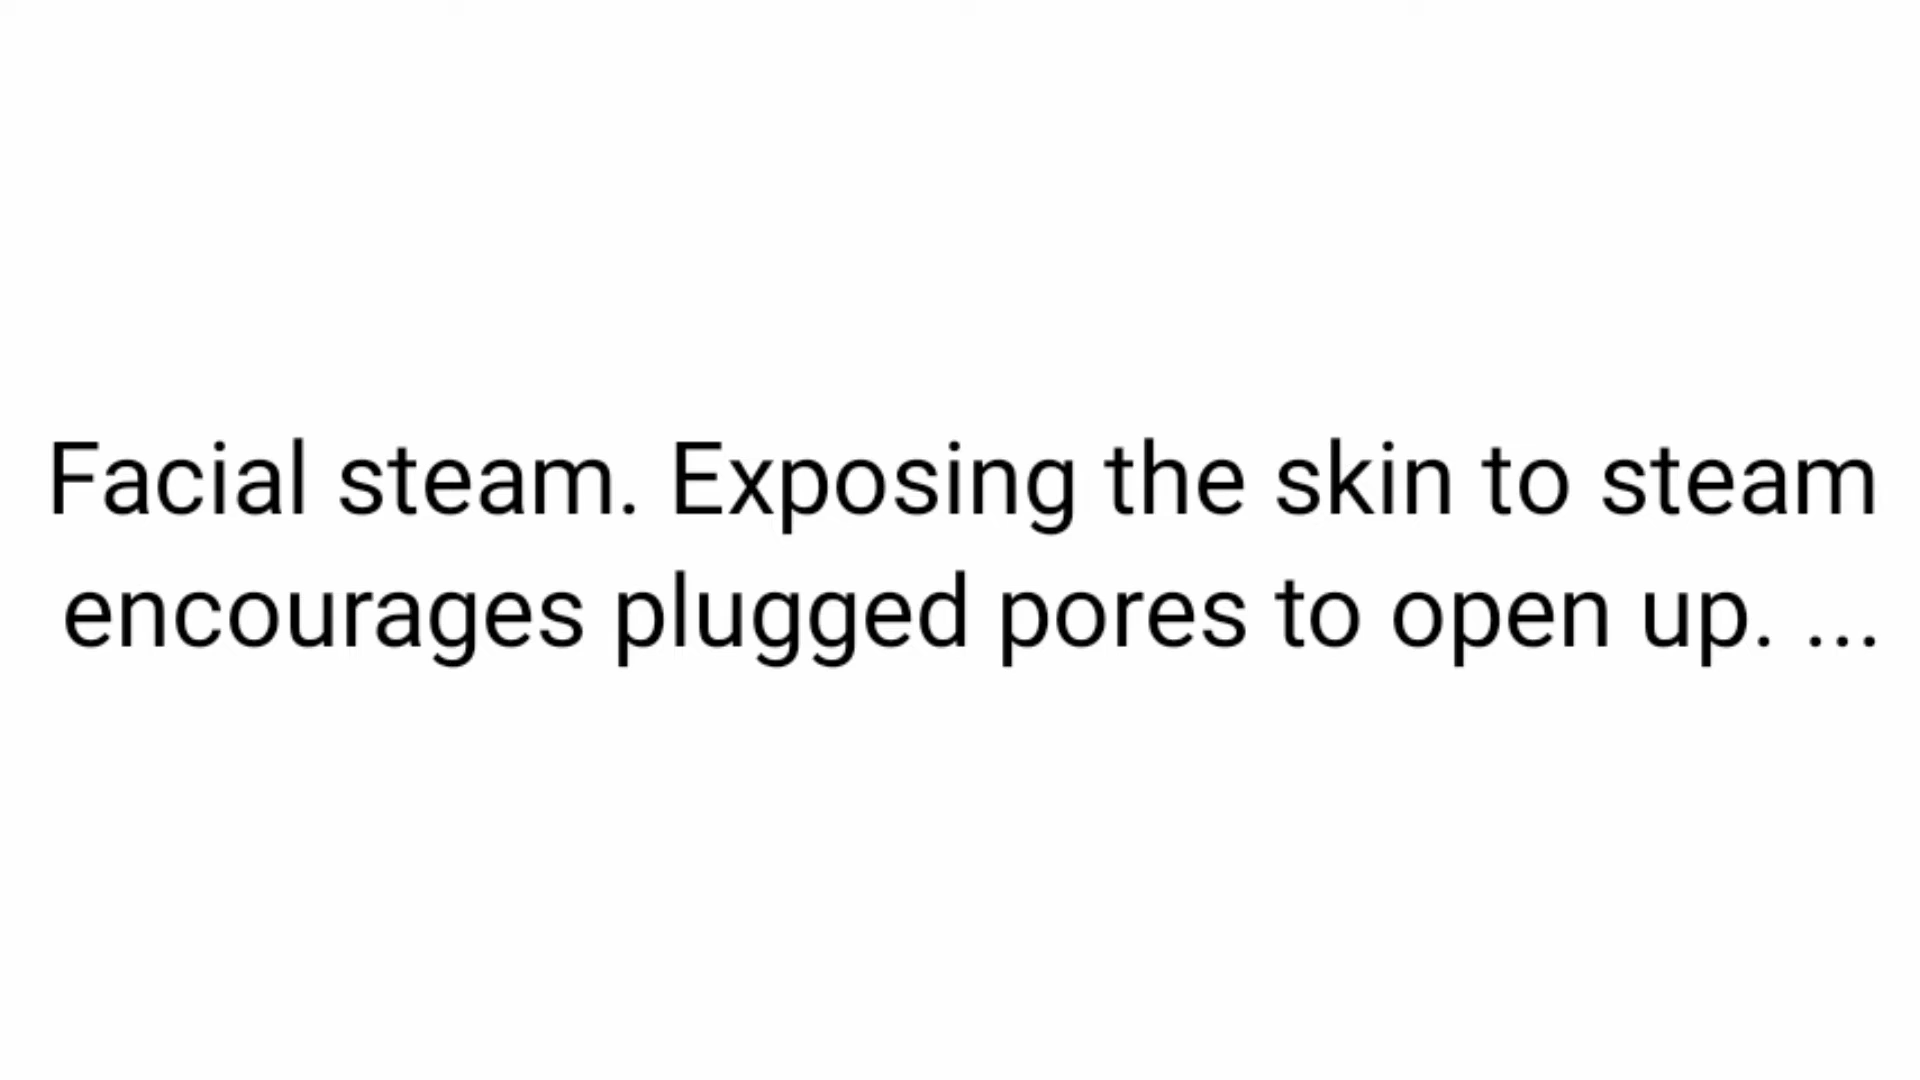 Facial steam. Exposing the skin to steam
encourages plugged pores to open up. ...